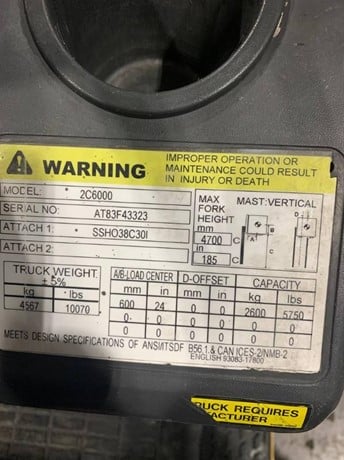 WARNING
IMPROPER OPERATION OR
MAINTENANCE COULD RESULT
IN INJURY OR DEATH
MODEL: 2C6000
SERIAL NO: AT83F43323
ATTACH 1: SSHO38C30I
ATTACH 2:
MAX
FORK
HEIGHT
mm
4700
in
185
MAST:VERTICAL
A
C
C
TRUCK WEIGHT
± 5%
kg lbs
4567 10070
A/B-LOAD CENTER D-OFFSET CAPACITY
mm in mm in kg lbs
600 24 0 0 2600 5750
0 0 0 0 0 0
0 0 0 0 0 0
MEETS DESIGN SPECIFICATIONS OF ANSI/ITSDF B56.1 & CAN ICES-2/NMB-2
ENGLISH 93083-17800
RUCK REQUIRES
FACTURER